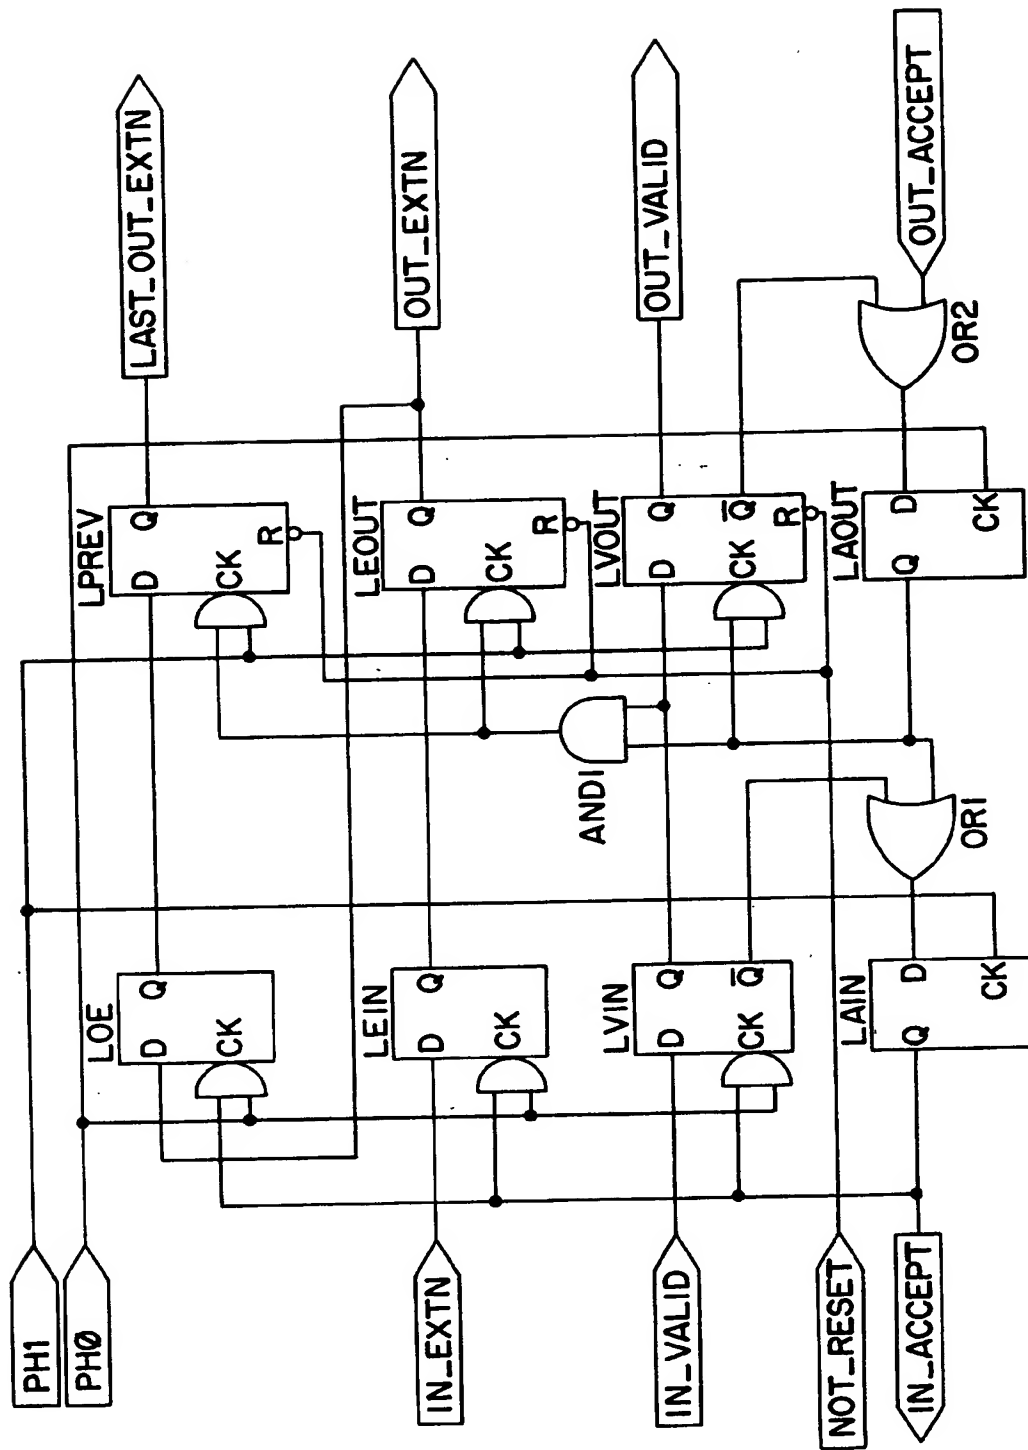 PH1
PHØ
IN_EXTN
IN_VALID
NOT_RESET
IN_ACCEPT
LOE
D
Q
CK
LEIN
D
Q
CK
LVIN
D
Q
CK
Q̅
LAIN
Q
D
CK
AND1
OR1
LPREV
D
Q
CK
R
LEOUT
D
Q
CK
R
LVOUT
D
Q
CK
Q̅
R
LAOUT
Q
D
CK
OR2
LAST_OUT_EXTN
OUT_EXTN
OUT_VALID
OUT_ACCEPT